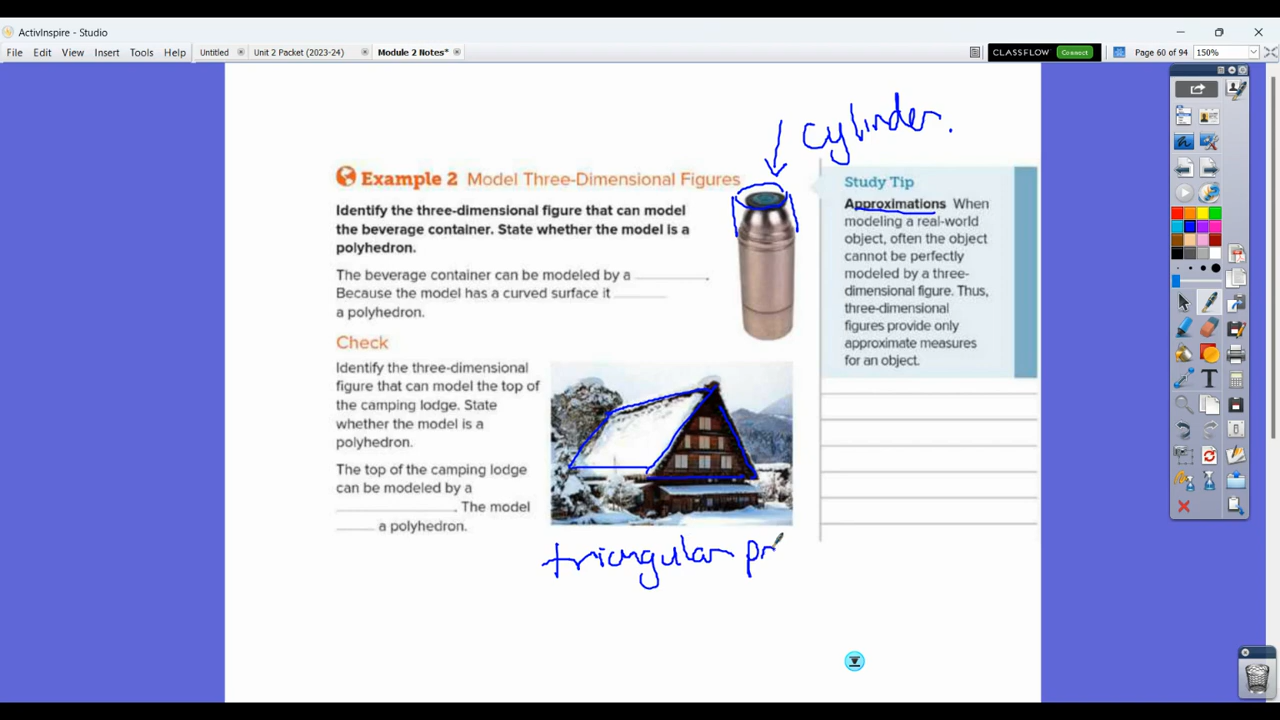 ActivInspire - Studio
File Edit View Insert Tools Help
Untitled
Unit 2 Packet (2023-24)
Module 2 Notes*
CLASSFLOW Connect
Page 60 of 94
150%
cylinder.
Example 2 Model Three-Dimensional Figures
Identify the three-dimensional figure that can model
the beverage container. State whether the model is a
polyhedron.
The beverage container can be modeled by a ________.
Because the model has a curved surface it ________
a polyhedron.
Check
Identify the three-dimensional
figure that can model the top of
the camping lodge. State
whether the model is a
polyhedron.
The top of the camping lodge
can be modeled by a
________. The model
____ a polyhedron.
Study Tip
Approximations When
modeling a real-world
object, often the object
cannot be perfectly
modeled by a three-
dimensional figure. Thus,
three-dimensional
figures provide only
approximate measures
for an object.
triangular pr